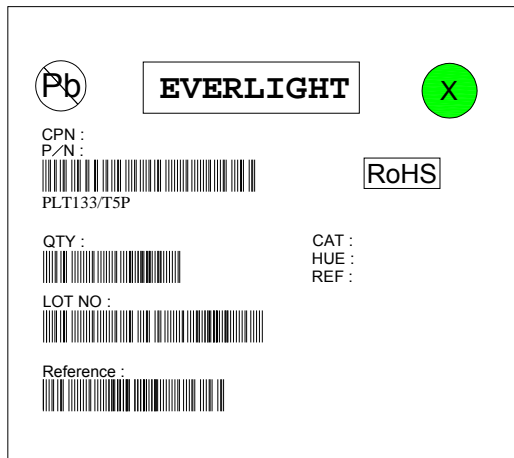 Pb
EVERLIGHT
X
CPN :
P/N :
RoHS
PLT133/T5P
QTY :
CAT :
HUE :
REF :
LOT NO :
Reference :